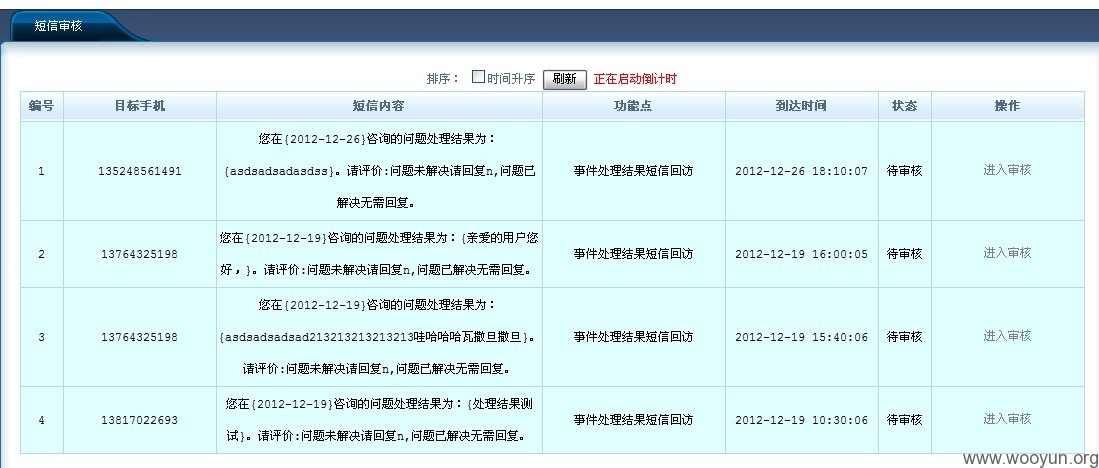 短信审核
排序： 时间升序 刷新 正在启动倒计时
编号 目标手机 短信内容 功能点 到达时间 状态 操作
您在{2012-12-26}咨询的问题处理结果为：
1 135248561491 {asdsadsadasdss}。请评价:问题未解决请回复n,问题已 事件处理结果短信回访 2012-12-26 18:10:07 待审核 进入审核
解决无需回复。
您在{2012-12-19}咨询的问题处理结果为：{亲爱的用户您
2 13764325198 事件处理结果短信回访 2012-12-19 16:00:05 待审核 进入审核
好，}。请评价:问题未解决请回复n,问题已解决无需回复。
您在{2012-12-19}咨询的问题处理结果为：
3 13764325198 {asdsadsadsad213213213213213哇哈哈哈瓦撒旦撒旦}。 事件处理结果短信回访 2012-12-19 15:40:06 待审核 进入审核
请评价:问题未解决请回复n,问题已解决无需回复。
您在{2012-12-19}咨询的问题处理结果为：{处理结果测
4 13817022693 事件处理结果短信回访 2012-12-19 10:30:06 待审核 进入审核
试}。请评价:问题未解决请回复n,问题已解决无需回复。
www.wooyun.org